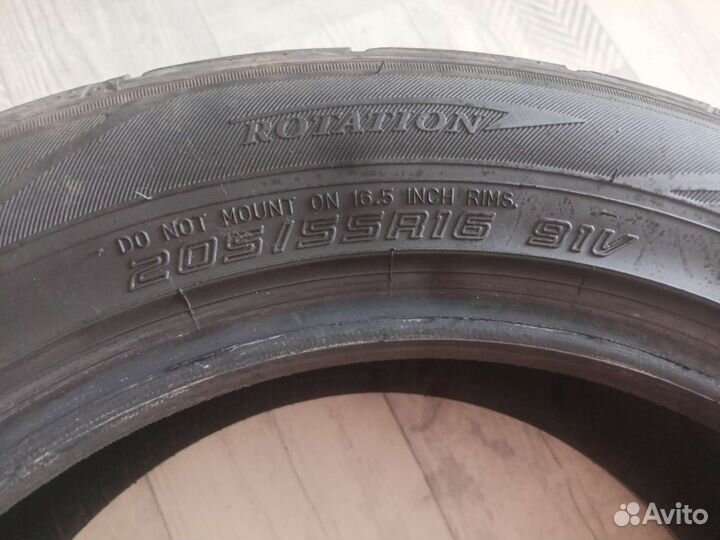 ROTATION
DO NOT MOUNT ON 16.5 INCH RIMS.
205/55R16 91V
Avito